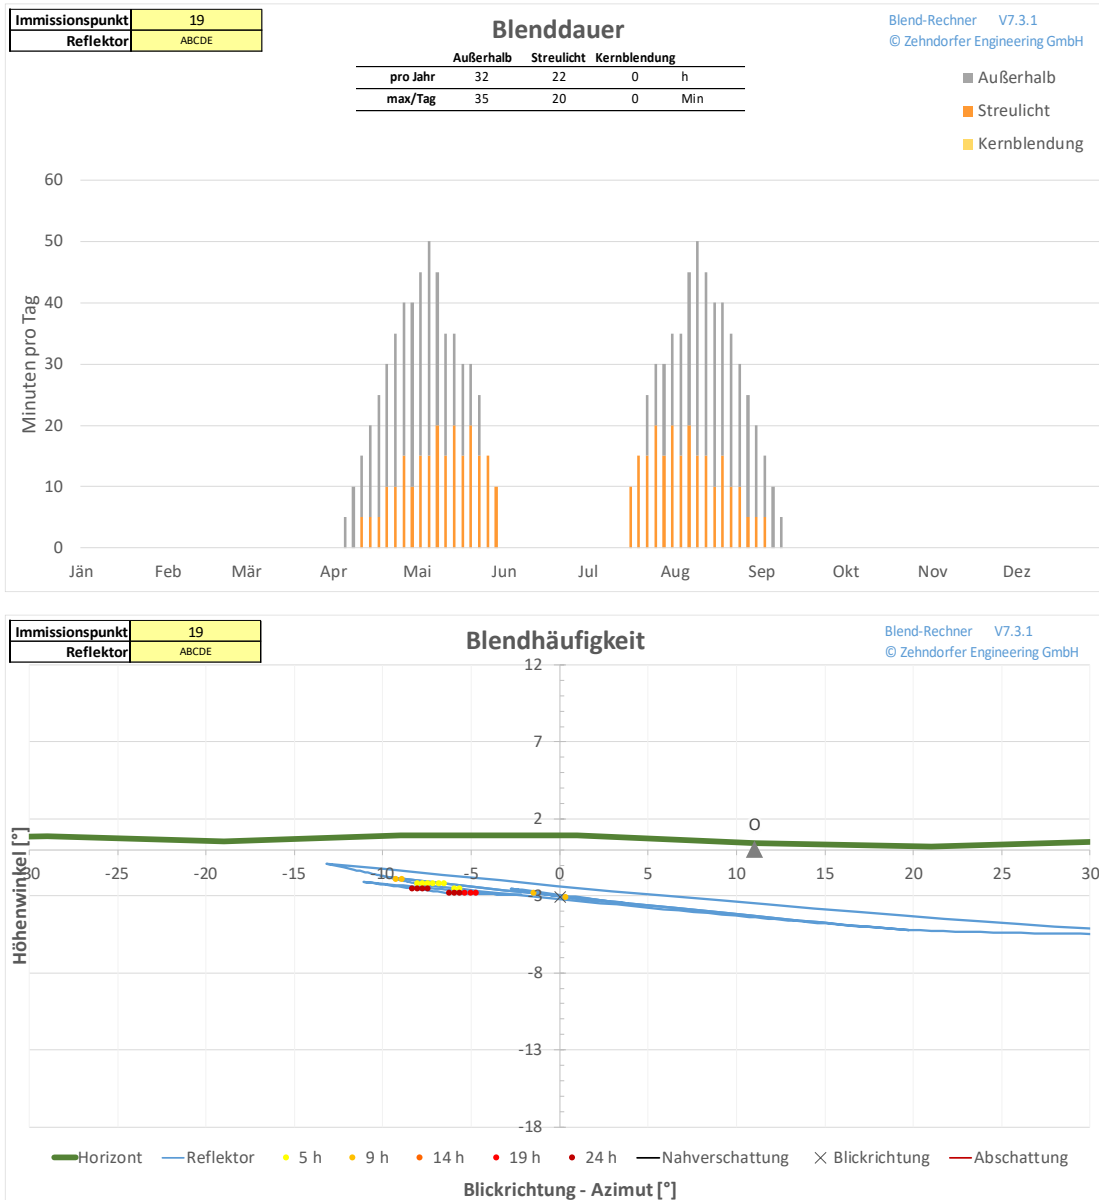 Immissionspunkt 19
Reflektor ABCDE
Blenddauer
Blend-Rechner V7.3.1
© Zehndorfer Engineering GmbH
Außerhalb Streulicht Kernblendung
pro Jahr 32 22 0 h
max/Tag 35 20 0 Min
Außerhalb
Streulicht
Kernblendung
Minuten pro Tag
60
50
40
30
20
10
0
Jän Feb Mär Apr Mai Jun Jul Aug Sep Okt Nov Dez
Immissionspunkt 19
Reflektor ABCDE
Blendhäufigkeit
Blend-Rechner V7.3.1
© Zehndorfer Engineering GmbH
Höhenwinkel [°]
12
7
2
-3
-8
-13
-18
O
-30 -25 -20 -15 -10 -5 0 5 10 15 20 25 30
Horizont Reflektor 5 h 9 h 14 h 19 h 24 h Nahverschattung Blickrichtung Abschattung
Blickrichtung - Azimut [°]